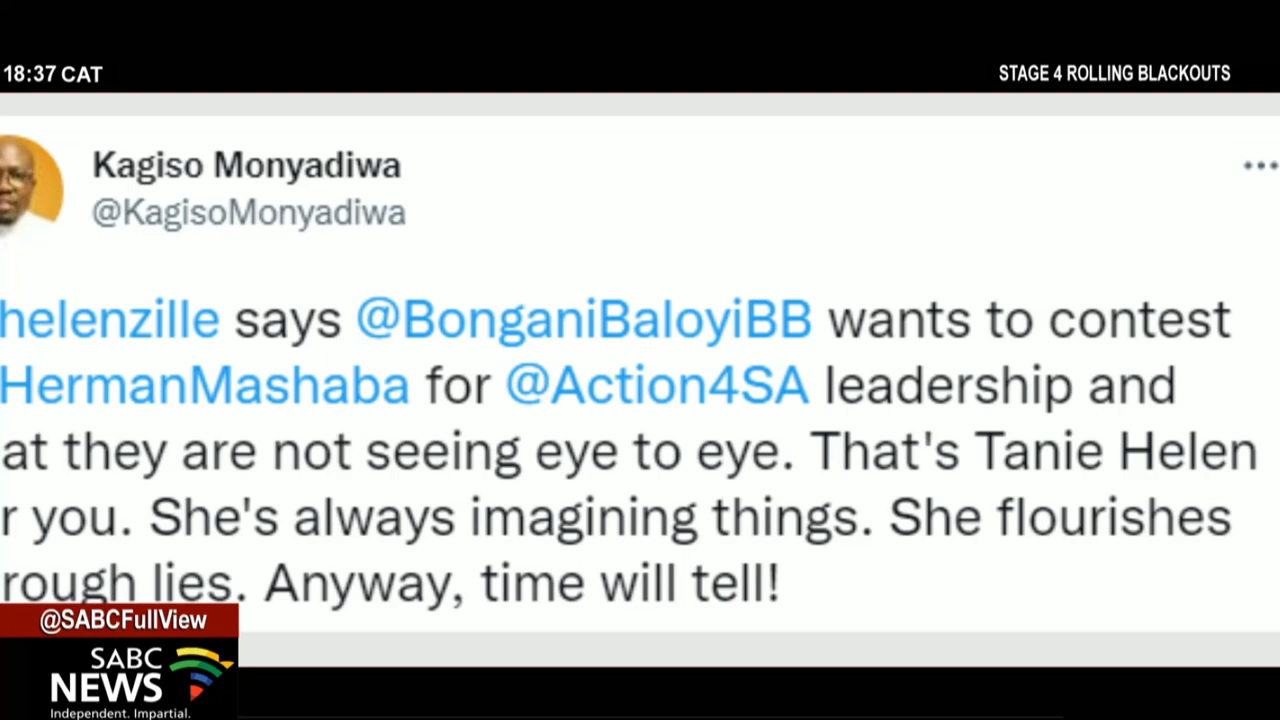 18:37 CAT
STAGE 4 ROLLING BLACKOUTS
Kagiso Monyadiwa
@KagisoMonyadiwa
helenzille says @BonganiBaloyiBB wants to contest
HermanMashaba for @Action4SA leadership and
at they are not seeing eye to eye. That's Tanie Helen
r you. She's always imagining things. She flourishes
rough lies. Anyway, time will tell!
@SABCFullView
SABC
NEWS
Independent. Impartial.